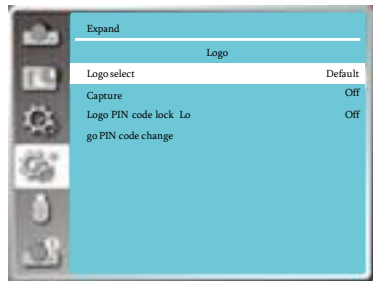 Expand
Logo
Logo select Default
Capture Off
Logo PIN code lock Lo Off
go PIN code change